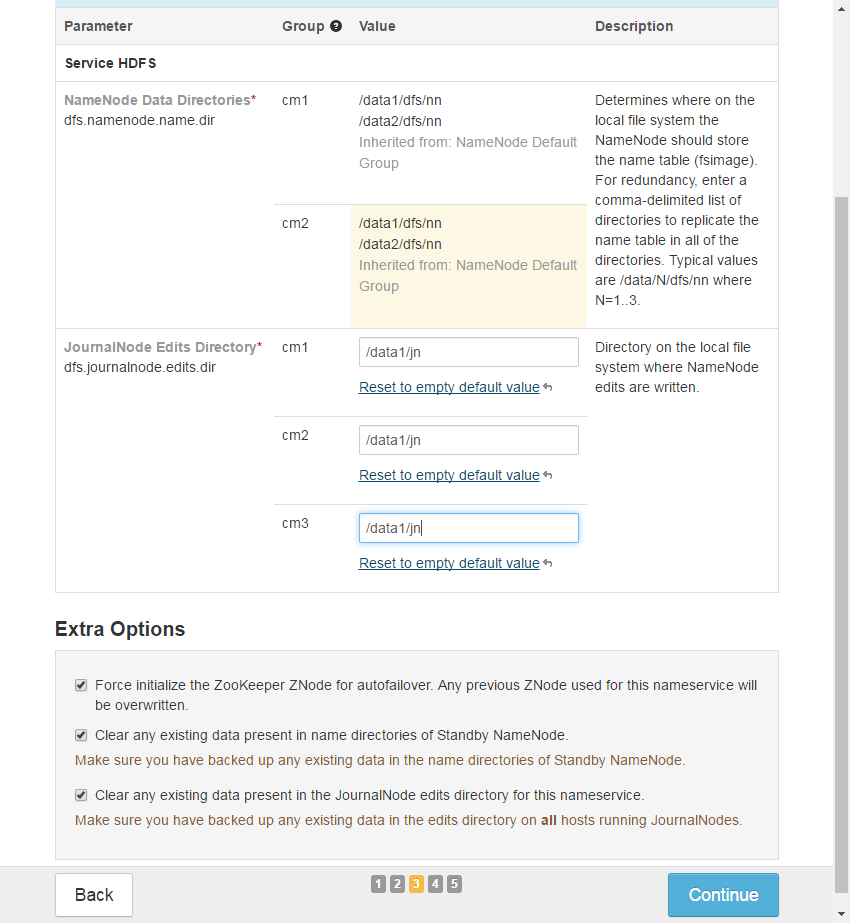 Parameter Group Value Description
Service HDFS
NameNode Data Directories*
dfs.namenode.name.dir
cm1
/data1/dfs/nn
/data2/dfs/nn
Inherited from: NameNode Default
Group
cm2
/data1/dfs/nn
/data2/dfs/nn
Inherited from: NameNode Default
Group
Determines where on the
local file system the
NameNode should store
the name table (fsimage).
For redundancy, enter a
comma-delimited list of
directories to replicate the
name table in all of the
directories. Typical values
are /data/N/dfs/nn where
N=1..3.
JournalNode Edits Directory*
dfs.journalnode.edits.dir
cm1
/data1/jn
Reset to empty default value
cm2
/data1/jn
Reset to empty default value
cm3
/data1/jn
Reset to empty default value
Directory on the local file
system where NameNode
edits are written.
Extra Options
Force initialize the ZooKeeper ZNode for autofailover. Any previous ZNode used for this nameservice will
be overwritten.
Clear any existing data present in name directories of Standby NameNode.
Make sure you have backed up any existing data in the name directories of Standby NameNode.
Clear any existing data present in the JournalNode edits directory for this nameservice.
Make sure you have backed up any existing data in the edits directory on all hosts running JournalNodes.
Back 1 2 3 4 5 Continue